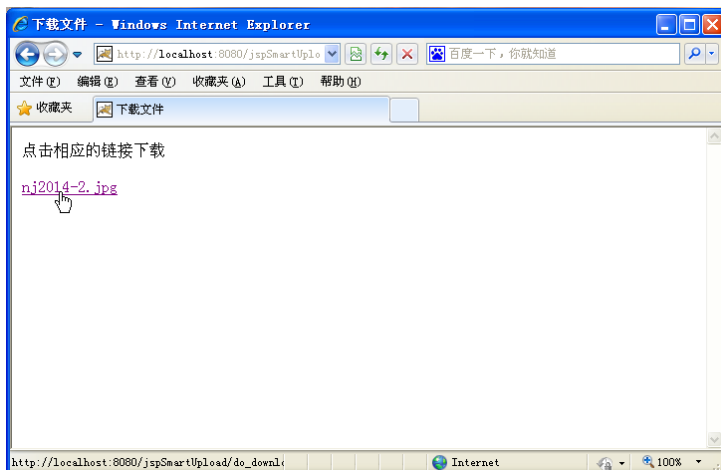 下载文件 - Windows Internet Explorer
http://localhost:8080/jspSmartUplo
百度一下，你就知道
文件(F) 编辑(E) 查看(V) 收藏夹(A) 工具(T) 帮助(H)
收藏夹 下载文件
点击相应的链接下载
nj2014-2.jpg
http://localhost:8080/jspSmartUpload/do_downl Internet 100%